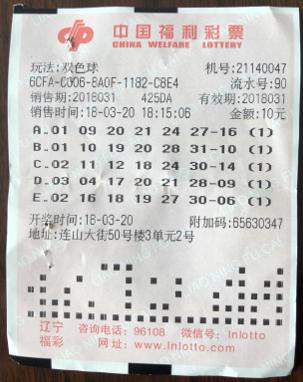 中国福利彩票
CHINA WELFARE LOTTERY
玩法:双色球 机号:21140047
6CFA-C006-8A0F-1182-C8E4 流水号:90
销售期:2018031 425DA 有效期:2018031
销售时间:18-03-20 18:15:06 金额:10元
A.01 09 20 21 24 27-16 (1)
B.01 10 19 20 28 31-10 (1)
C.02 11 12 18 24 30-14 (1)
D.03 04 17 20 21 28-09 (1)
E.02 16 18 19 27 30-06 (1)
开奖时间:18-03-20 附加码:65630347
地址:连山大街50号楼3单元2号
辽宁 咨询电话:96108 微信号:lnlotto
福彩 网址:www.lnlotto.com